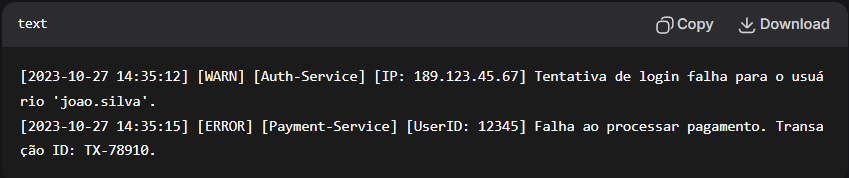 text Copy Download
[2023-10-27 14:35:12] [WARN] [Auth-Service] [IP: 189.123.45.67] Tentativa de login falha para o usuá
rio 'joao.silva'.
[2023-10-27 14:35:15] [ERROR] [Payment-Service] [UserID: 12345] Falha ao processar pagamento. Transa
ção ID: TX-78910.